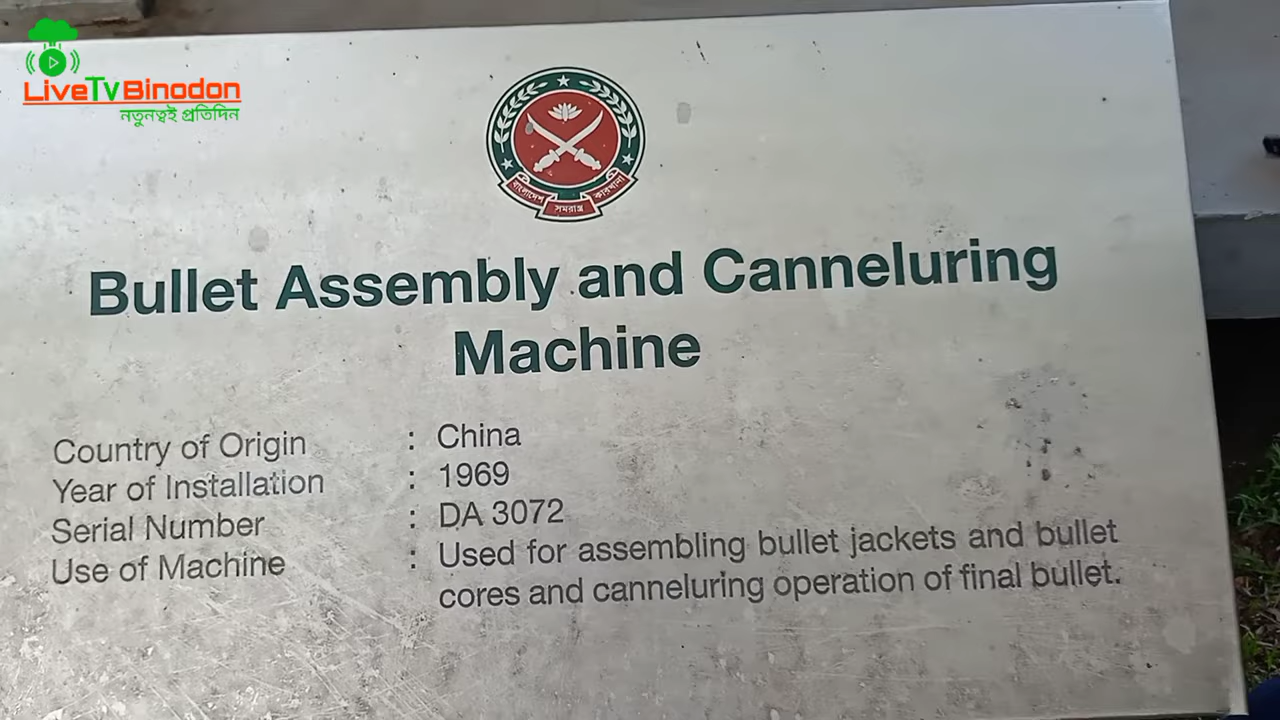 LiveTvBinodon
নতুনত্বই প্রতিদিন
বাংলাদেশ সমরাস্ত্র কারখানা
Bullet Assembly and Canneluring
Machine
Country of Origin : China
Year of Installation : 1969
Serial Number : DA 3072
Use of Machine : Used for assembling bullet jackets and bullet
cores and canneluring operation of final bullet.